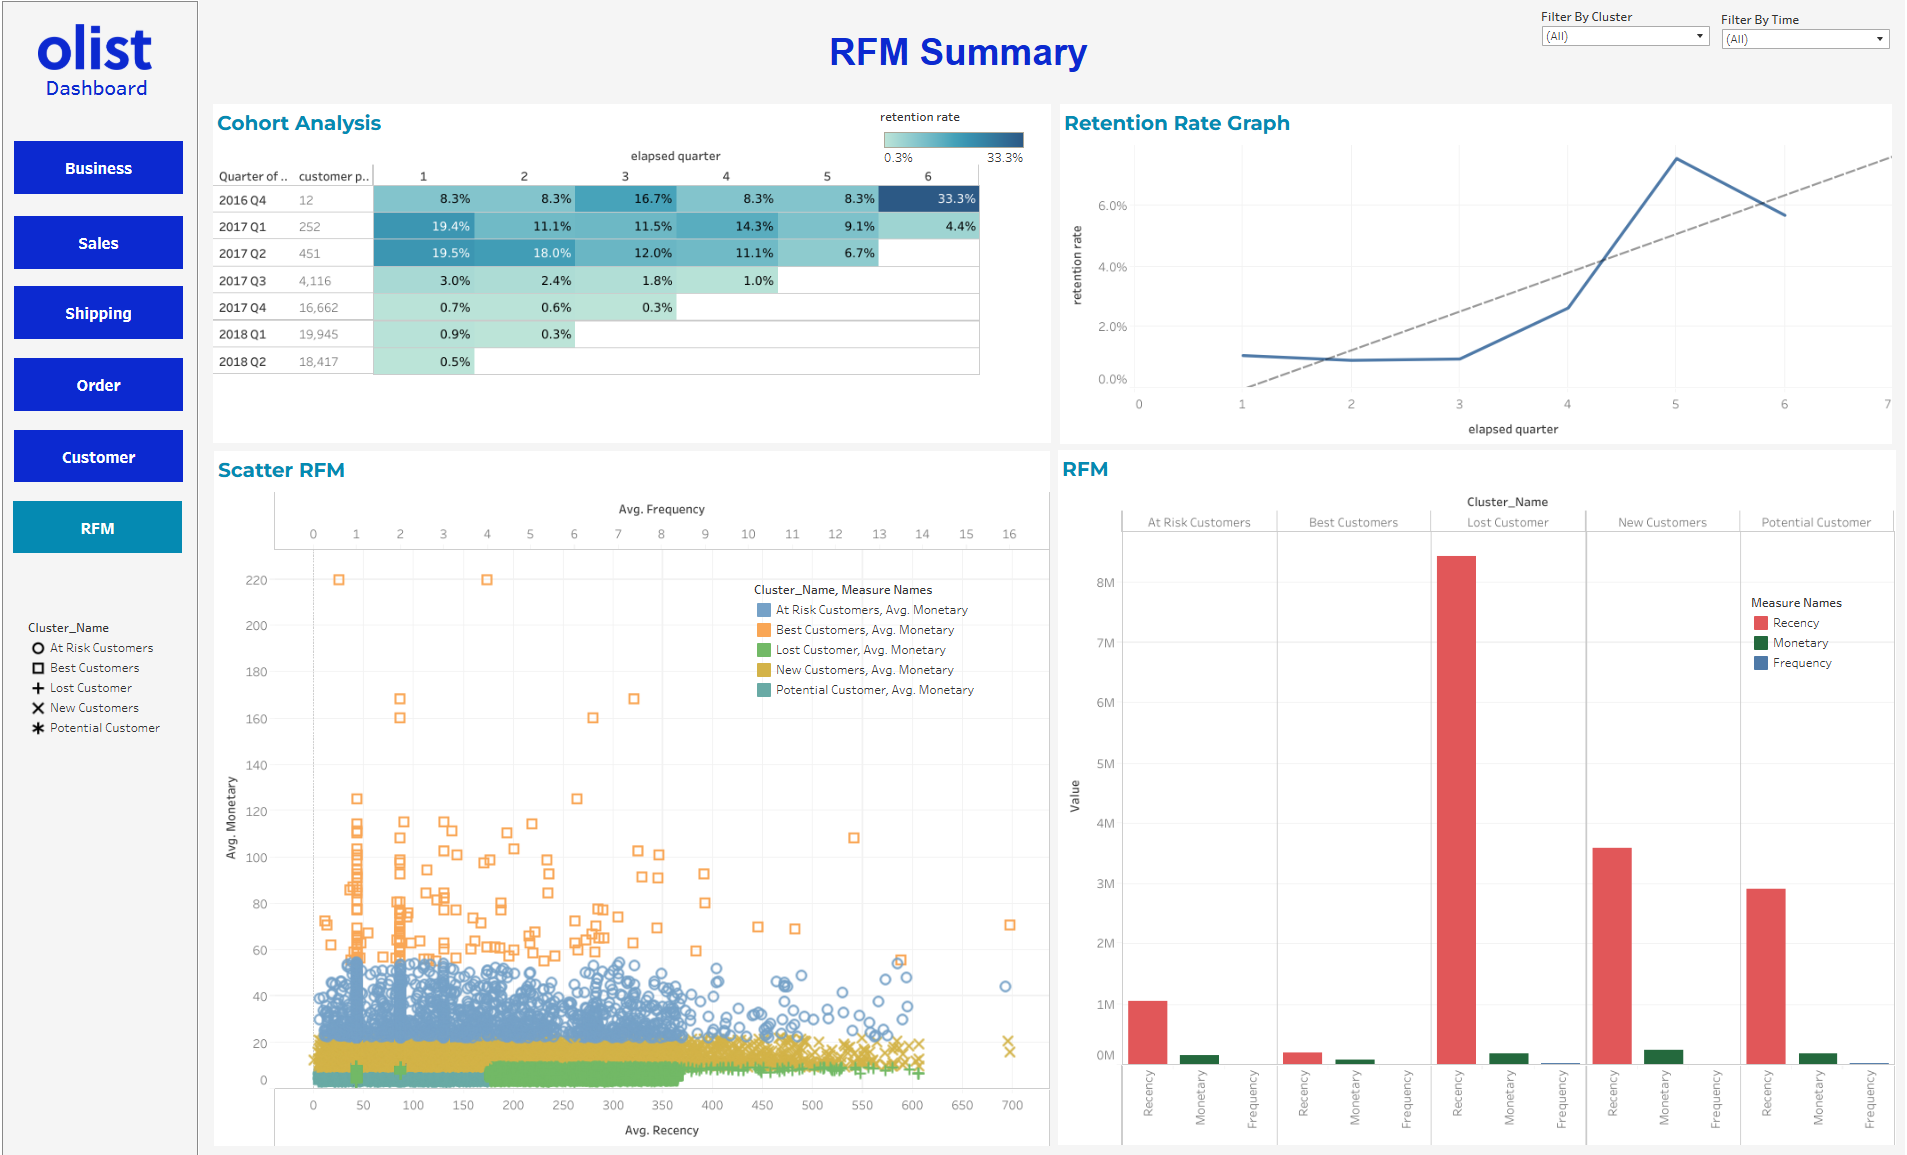 olist
Dashboard
Business
Sales
Shipping
Order
Customer
RFM
Cluster_Name
At Risk Customers
Best Customers
Lost Customer
New Customers
Potential Customer
RFM Summary
Filter By Cluster
(All)
Filter By Time
(All)
Cohort Analysis
retention rate
0.3% 33.3%
elapsed quarter
Quarter of .. customer p.. 1 2 3 4 5 6
2016 Q4 12 8.3% 8.3% 16.7% 8.3% 8.3% 33.3%
2017 Q1 252 19.4% 11.1% 11.5% 14.3% 9.1% 4.4%
2017 Q2 451 19.5% 18.0% 12.0% 11.1% 6.7%
2017 Q3 4,116 3.0% 2.4% 1.8% 1.0%
2017 Q4 16,662 0.7% 0.6% 0.3%
2018 Q1 19,945 0.9% 0.3%
2018 Q2 18,417 0.5%
Retention Rate Graph
retention rate
6.0%
4.0%
2.0%
0.0%
0 1 2 3 4 5 6 7
elapsed quarter
Scatter RFM
Avg. Frequency
0 1 2 3 4 5 6 7 8 9 10 11 12 13 14 15 16
Avg. Monetary
220
200
180
160
140
120
100
80
60
40
20
0
Cluster_Name, Measure Names
At Risk Customers, Avg. Monetary
Best Customers, Avg. Monetary
Lost Customer, Avg. Monetary
New Customers, Avg. Monetary
Potential Customer, Avg. Monetary
0 50 100 150 200 250 300 350 400 450 500 550 600 650 700
Avg. Recency
RFM
Cluster_Name
At Risk Customers Best Customers Lost Customer New Customers Potential Customer
Value
8M
7M
6M
5M
4M
3M
2M
1M
0M
Measure Names
Recency
Monetary
Frequency
Recency Monetary Frequency Recency Monetary Frequency Recency Monetary Frequency Recency Monetary Frequency Recency Monetary Frequency